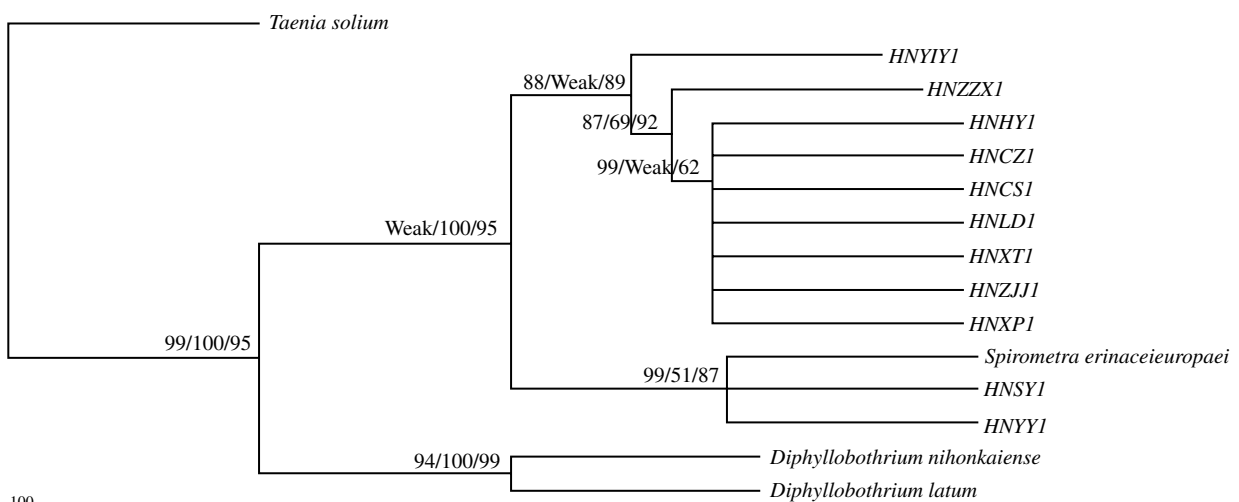 Taenia solium
HNYIY1
88/Weak/89
HNZZX1
87/69/92
HNHY1
HNCZ1
99/Weak/62
HNCS1
HNLD1
Weak/100/95
HNXT1
HNZJJ1
HNXP1
99/100/95
Spirometra erinaceieuropaei
99/51/87
HNSY1
HNYY1
94/100/99
Diphyllobothrium nihonkaiense
Diphyllobothrium latum
100